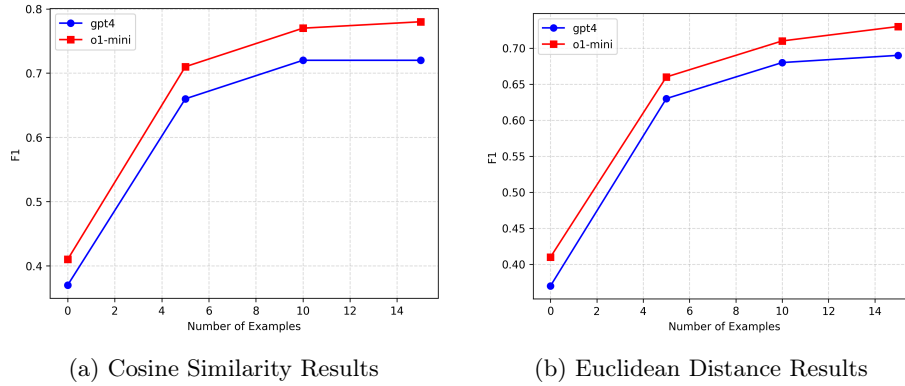 gpt4
o1-mini
0.8
0.7
0.6
0.5
0.4
F1
0 2 4 6 8 10 12 14
Number of Examples
(a) Cosine Similarity Results
gpt4
o1-mini
0.70
0.65
0.60
0.55
0.50
0.45
0.40
F1
0 2 4 6 8 10 12 14
Number of Examples
(b) Euclidean Distance Results